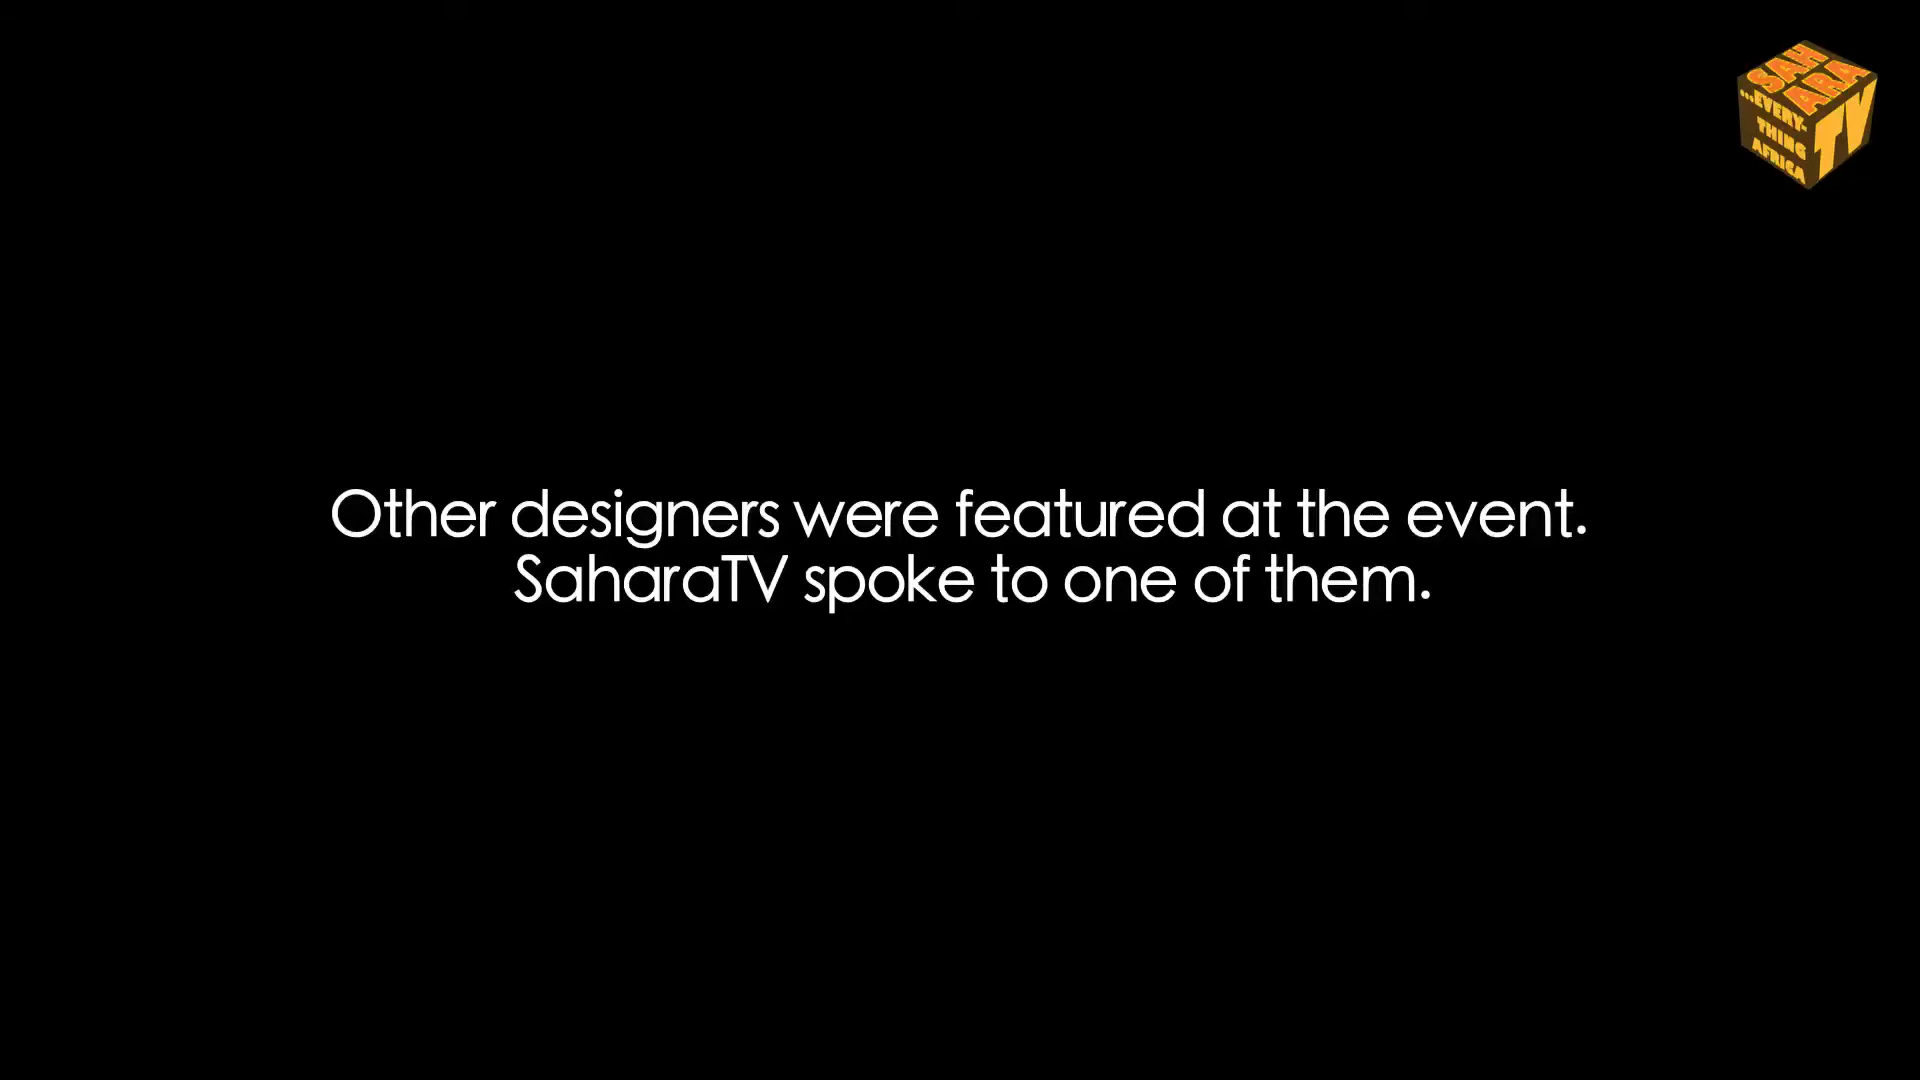 SAH
ARA
TV
...EVERY-
THING
AFRICA
Other designers were featured at the event.
SaharaTV spoke to one of them.